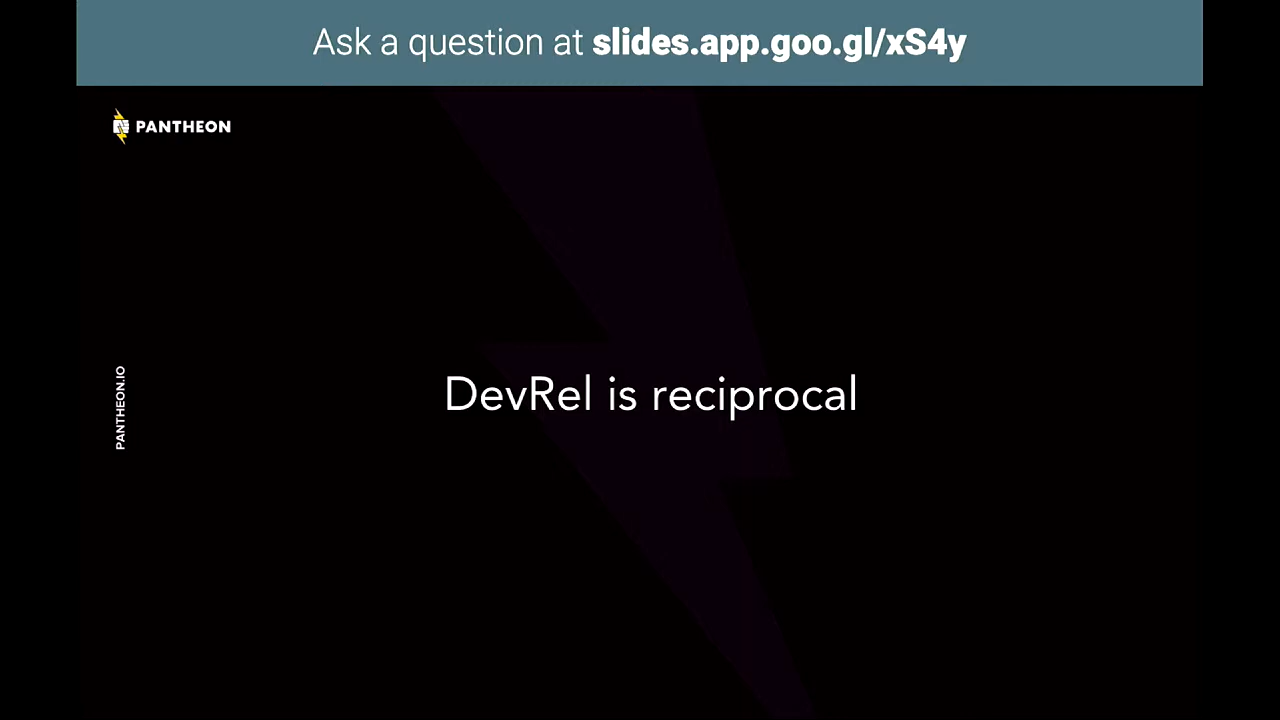 Ask a question at slides.app.goo.gl/xS4y
PANTHEON
PANTHEON.IO
DevRel is reciprocal